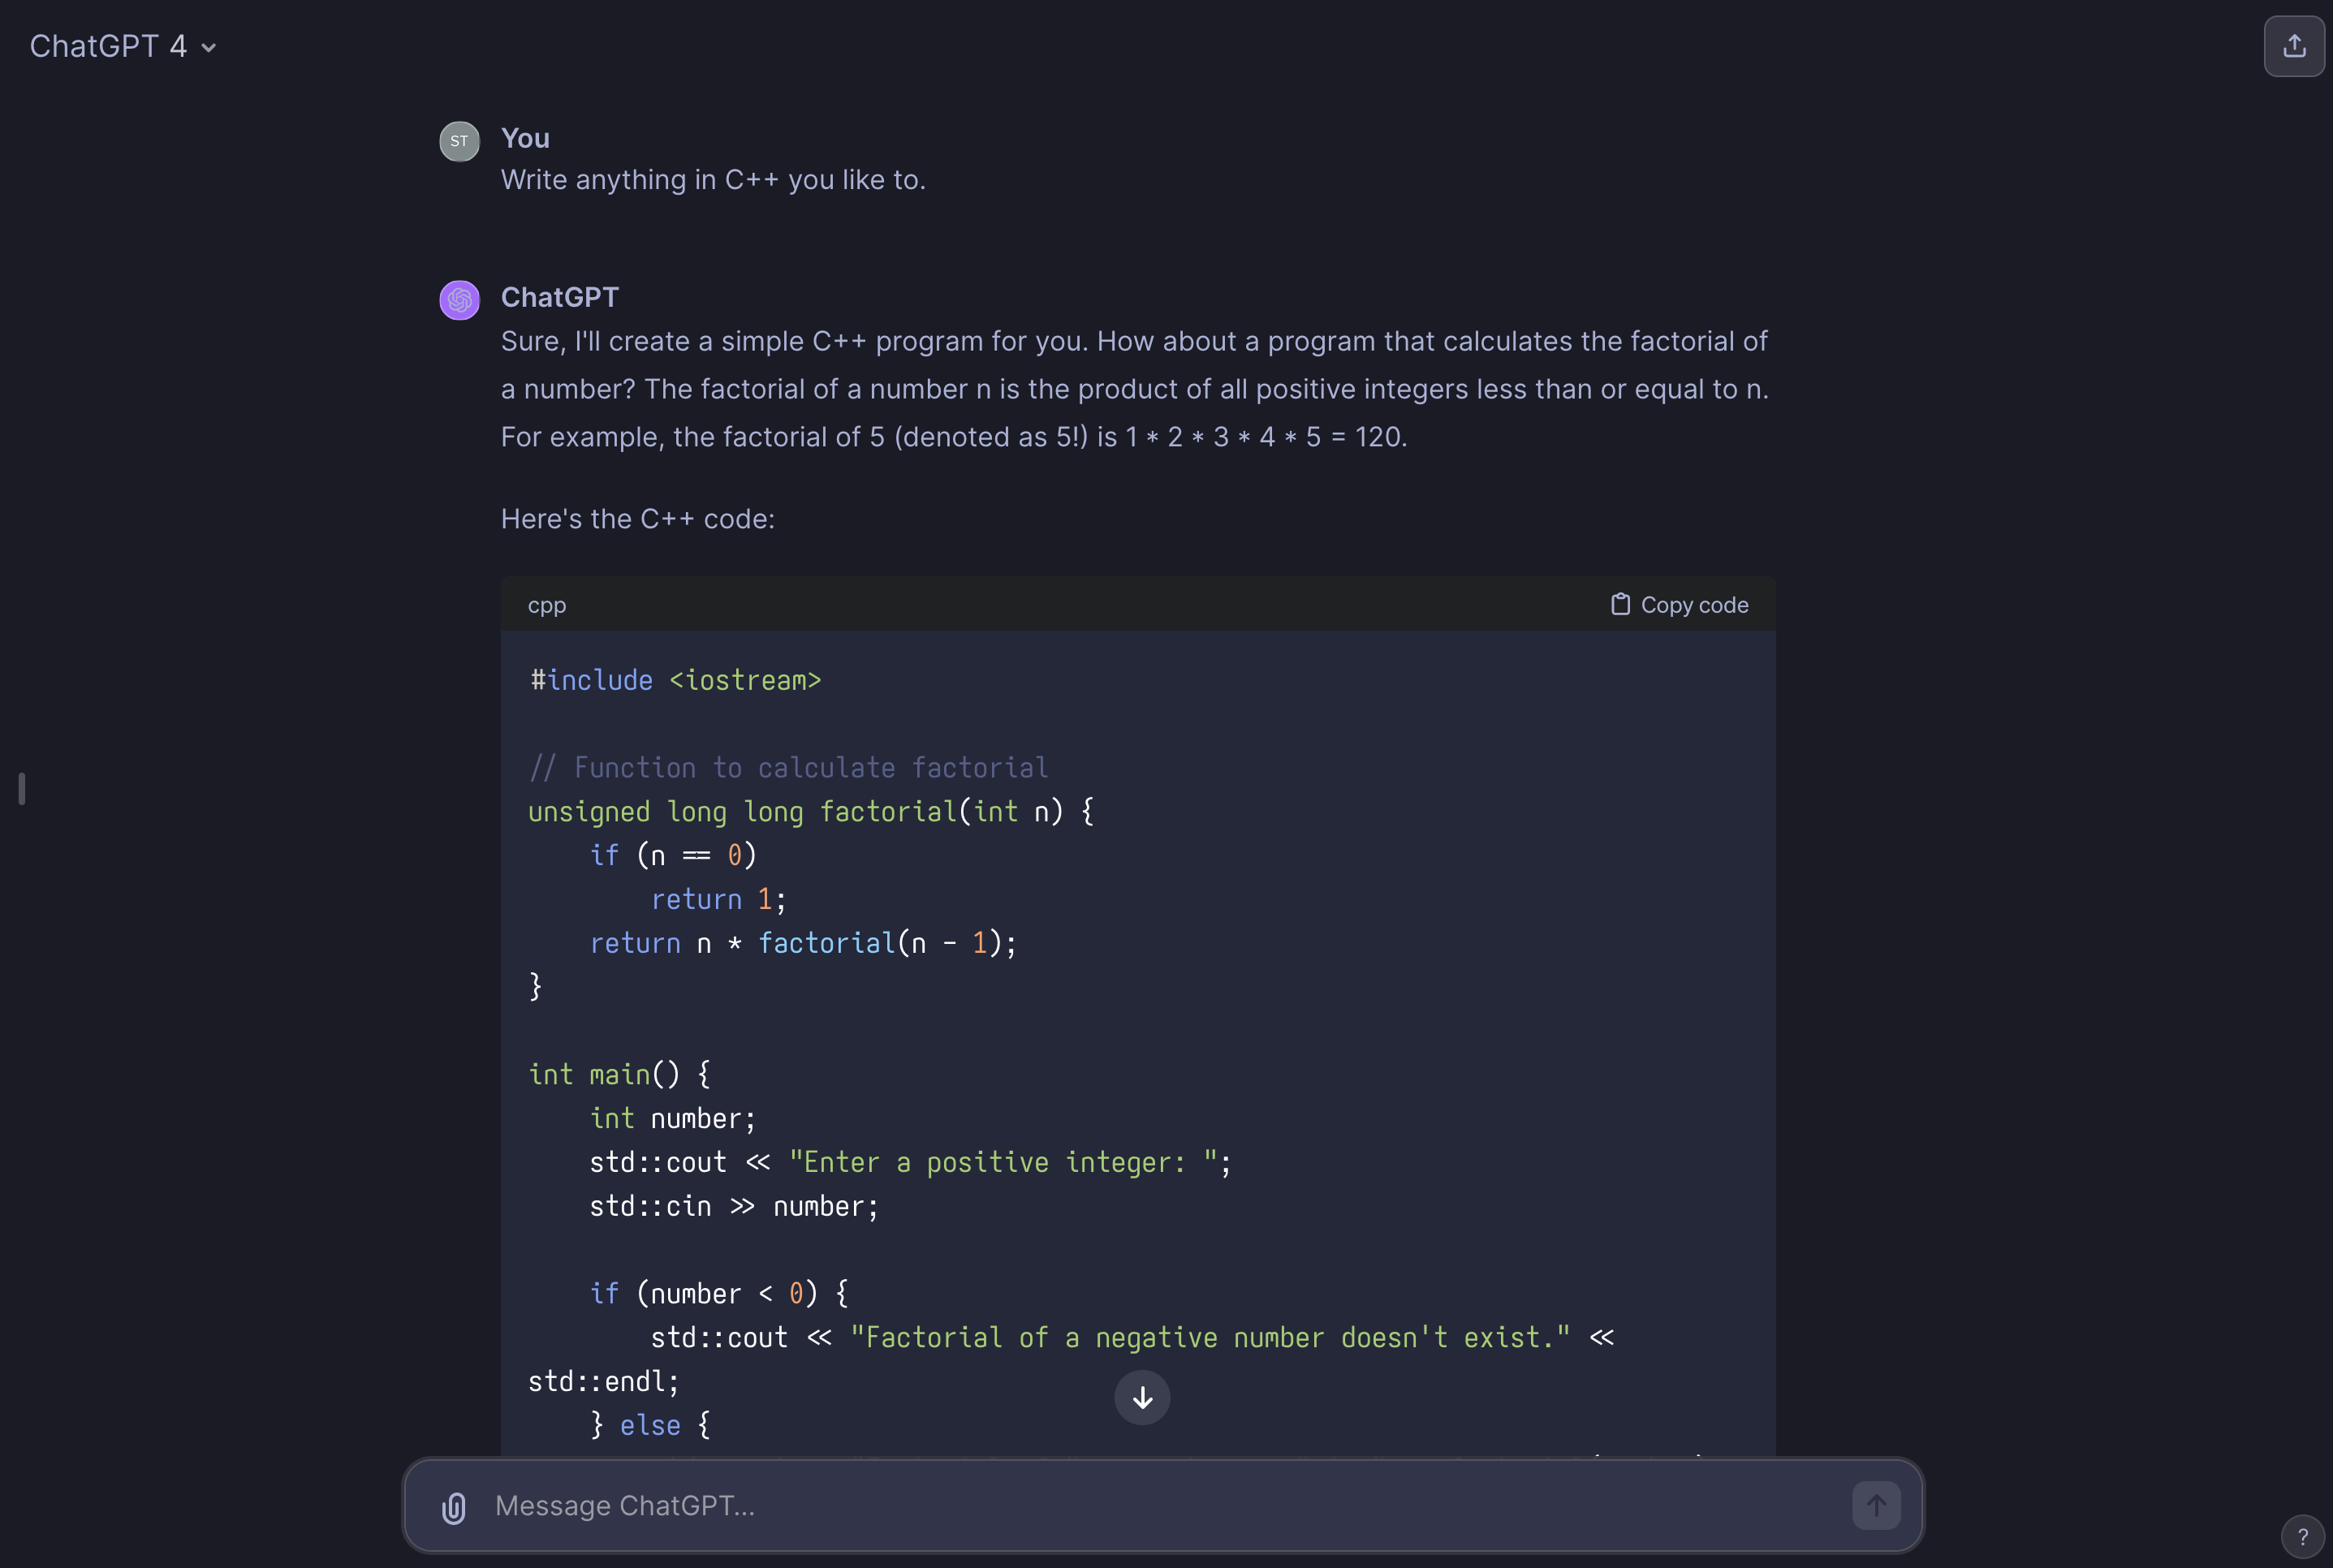 ChatGPT 4
ST
You
Write anything in C++ you like to.
ChatGPT
Sure, I'll create a simple C++ program for you. How about a program that calculates the factorial of
a number? The factorial of a number n is the product of all positive integers less than or equal to n.
For example, the factorial of 5 (denoted as 5!) is 1 * 2 * 3 * 4 * 5 = 120.
Here's the C++ code:
cpp
Copy code
#include <iostream>
// Function to calculate factorial
unsigned long long factorial(int n) {
    if (n == 0)
        return 1;
    return n * factorial(n - 1);
}
int main() {
    int number;
    std::cout << "Enter a positive integer: ";
    std::cin >> number;
    if (number < 0) {
        std::cout << "Factorial of a negative number doesn't exist." <<
std::endl;
    } else {
Message ChatGPT...
?